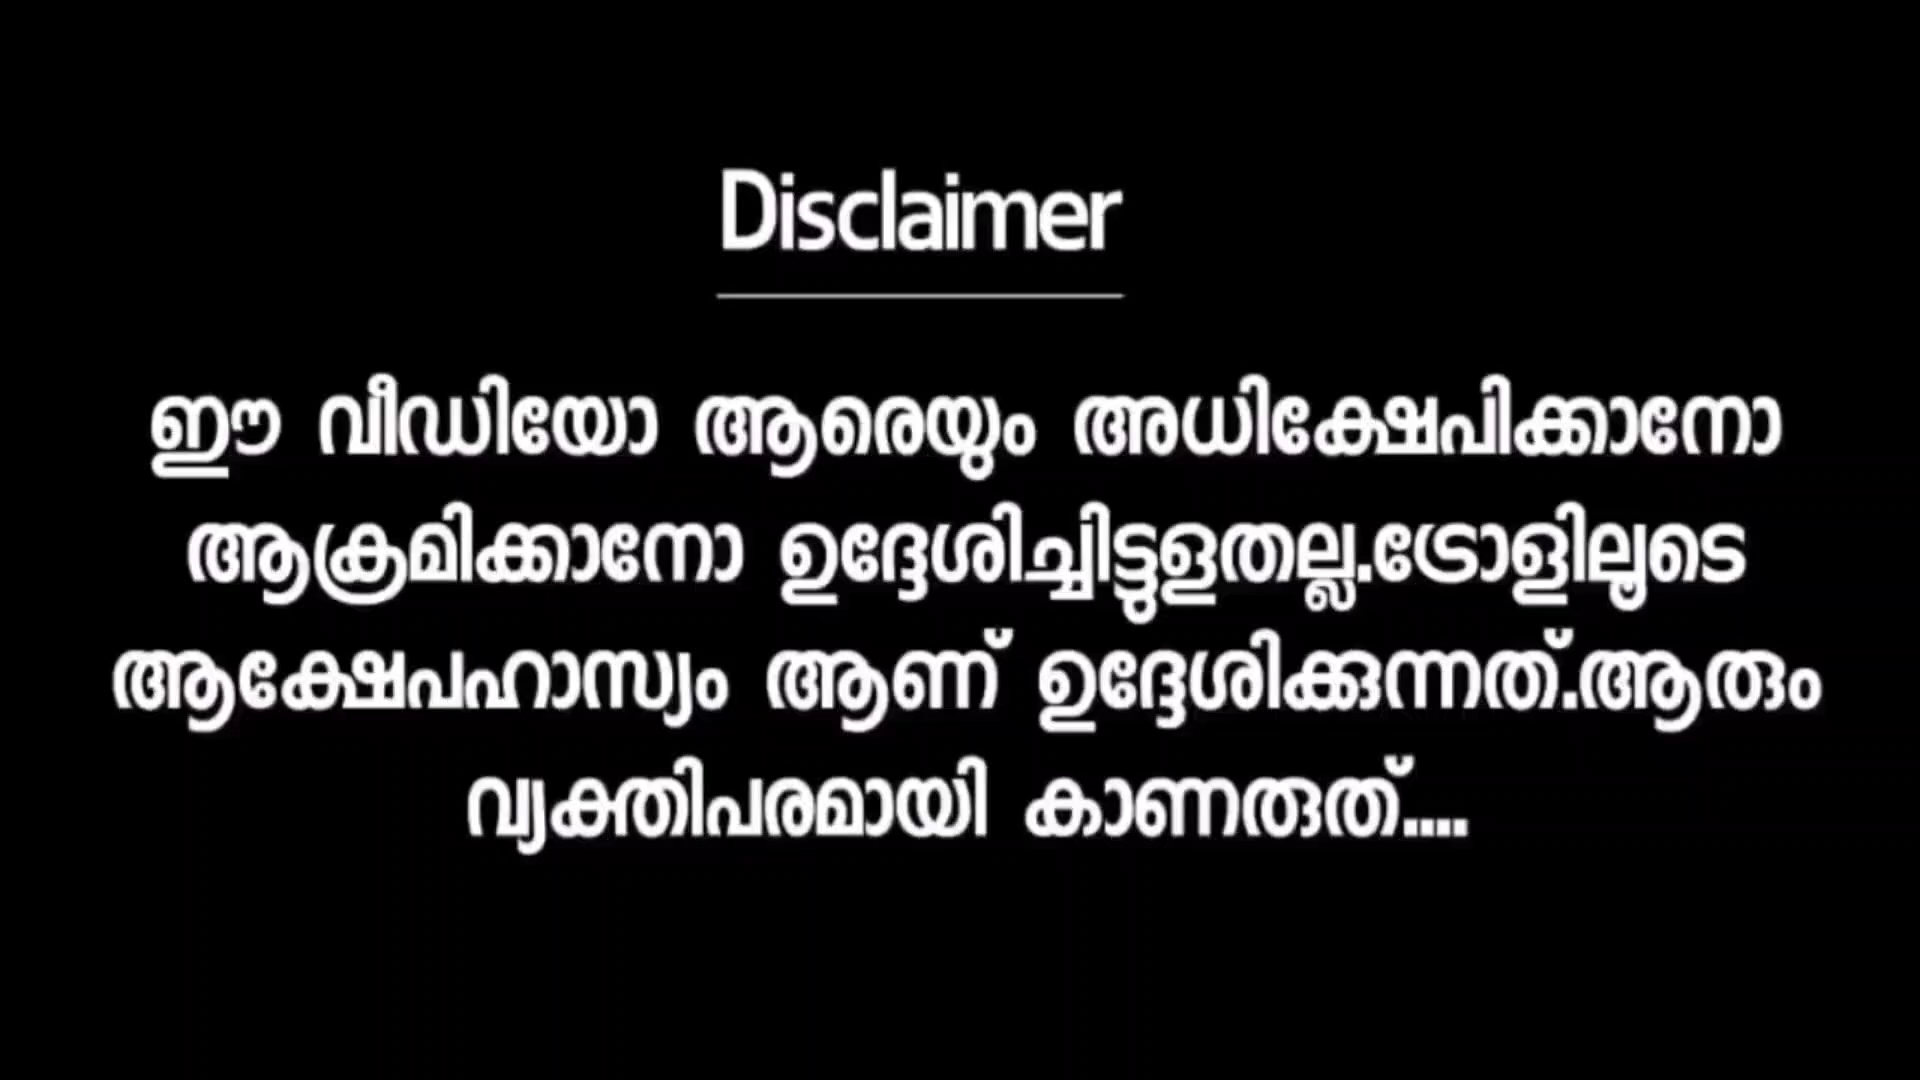 Disclaimer
ഈ വീഡിയോ ആരെയും അധിക്ഷേപിക്കാനോ
ആക്രമിക്കാനോ ഉദ്ദേശിച്ചിട്ടുളതല്ല.ട്രോളിലൂടെ
ആക്ഷേപഹാസ്യം ആണ് ഉദ്ദേശിക്കുന്നത്.ആരും
വ്യക്തിപരമായി കാണരുത്....